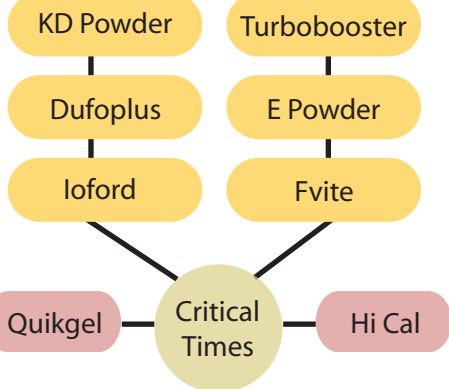 KD Powder
Turbobooster
Dufoplus
E Powder
Ioford
Fvite
Quikgel
Critical
Times
Hi Cal